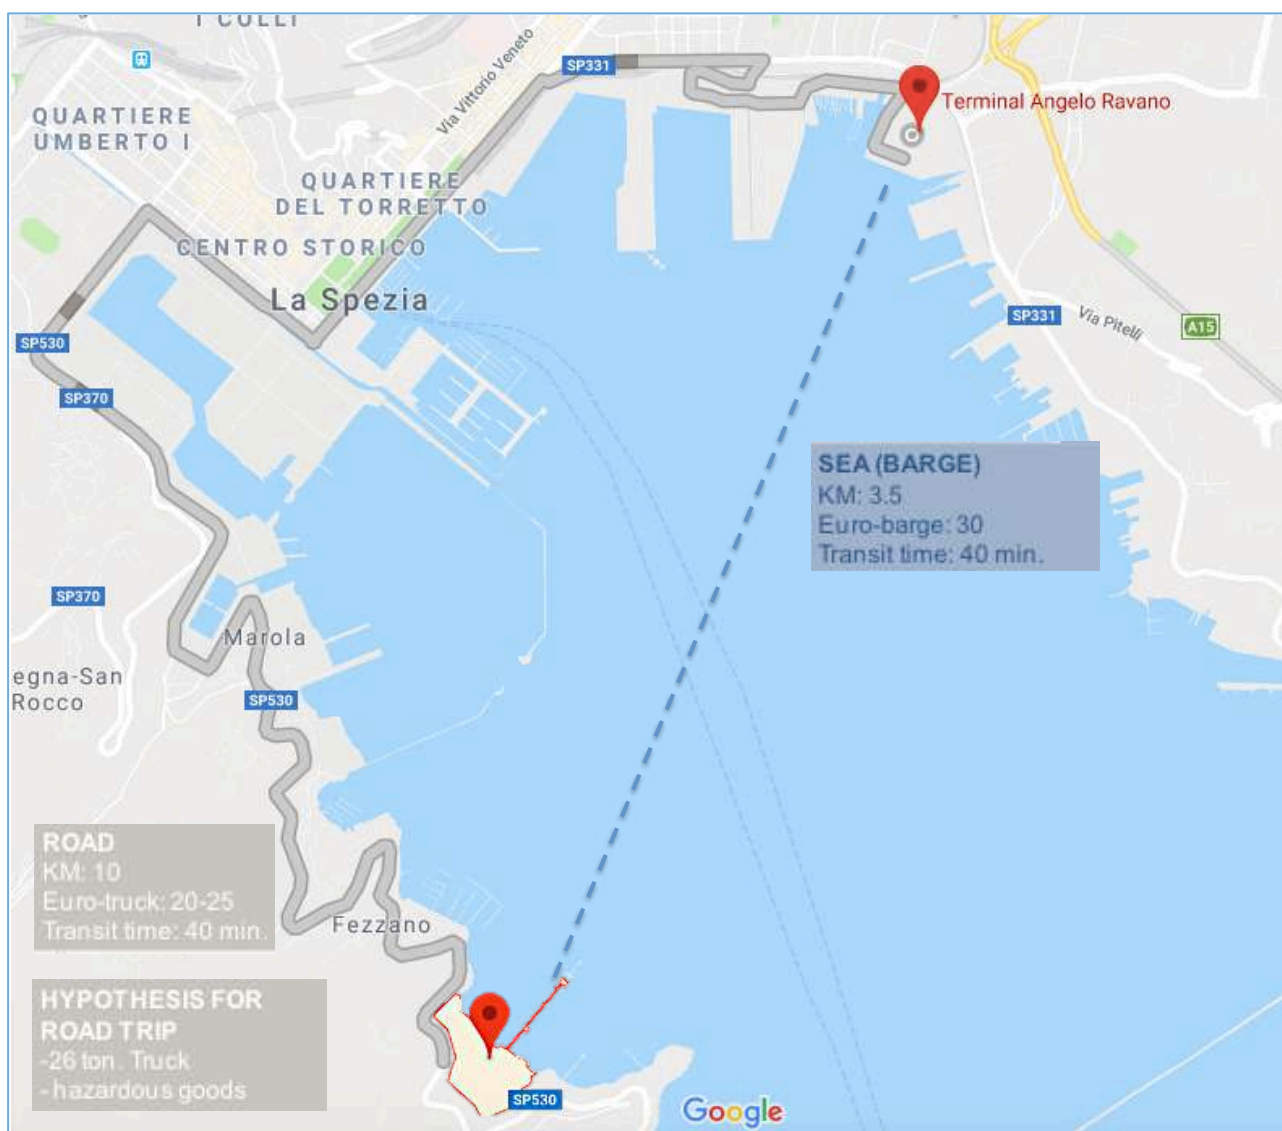 I COLLI
QUARTIERE
UMBERTO I
Via Vittorio Veneto
SP331
Terminal Angelo Ravano
QUARTIERE
DEL TORRETTO
CENTRO STORICO
La Spezia
SP530
SP370
SP331
Via Pitelli
A15
SEA (BARGE)
KM: 3.5
Euro-barge: 30
Transit time: 40 min.
SP370
Marola
egna-San
Rocco
SP530
ROAD
KM: 10
Euro-truck: 20-25
Transit time: 40 min.
Fezzano
HYPOTHESIS FOR
ROAD TRIP
-26 ton. Truck
- hazardous goods
SP530
Google